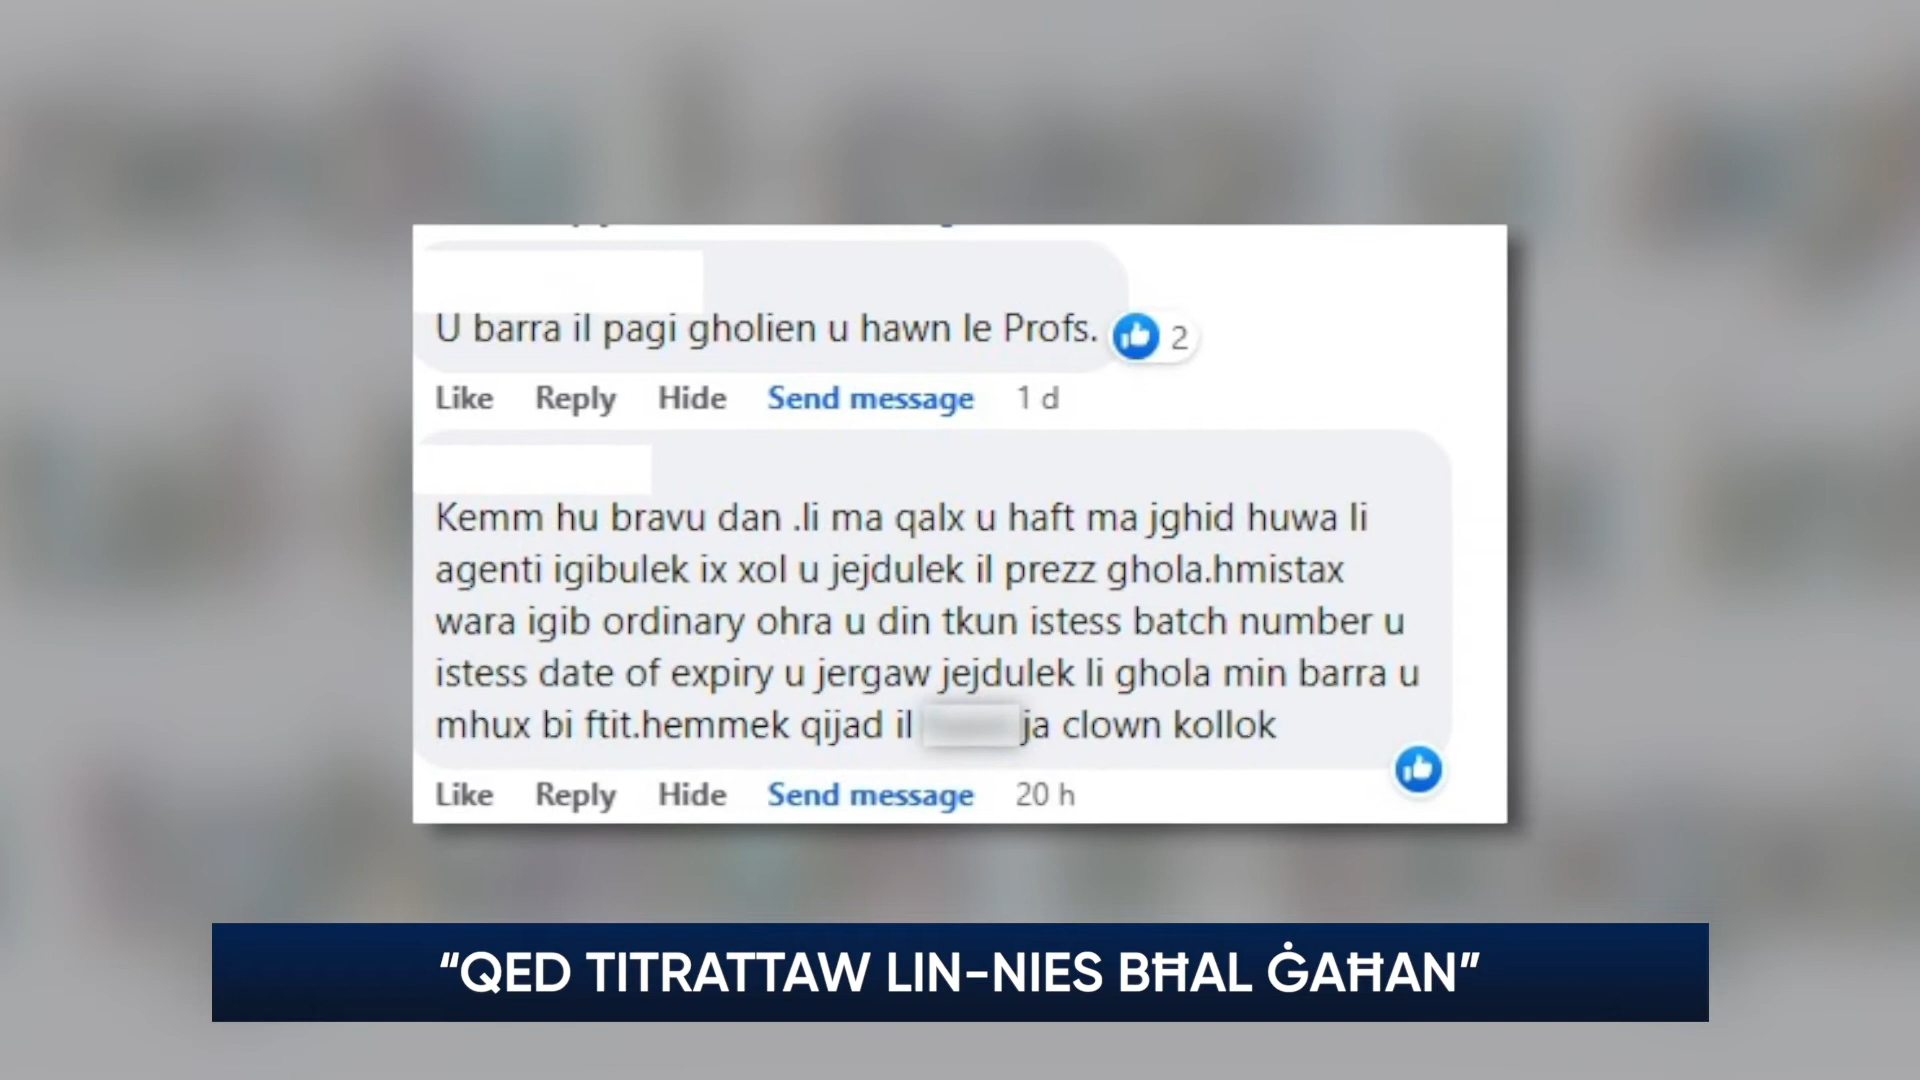 U barra il pagi gholien u hawn le Profs.
2
Like Reply Hide Send message 1 d
Kemm hu bravu dan .li ma qalx u haft ma jghid huwa li
agenti igibulek ix xol u jejdulek il prezz ghola.hmistax
wara igib ordinary ohra u din tkun istess batch number u
istess date of expiry u jergaw jejdulek li ghola min barra u
mhux bi ftit.hemmek qijad il ja clown kollok
Like Reply Hide Send message 20 h
“QED TITRATTAW LIN-NIES BĦAL ĠAĦAN”